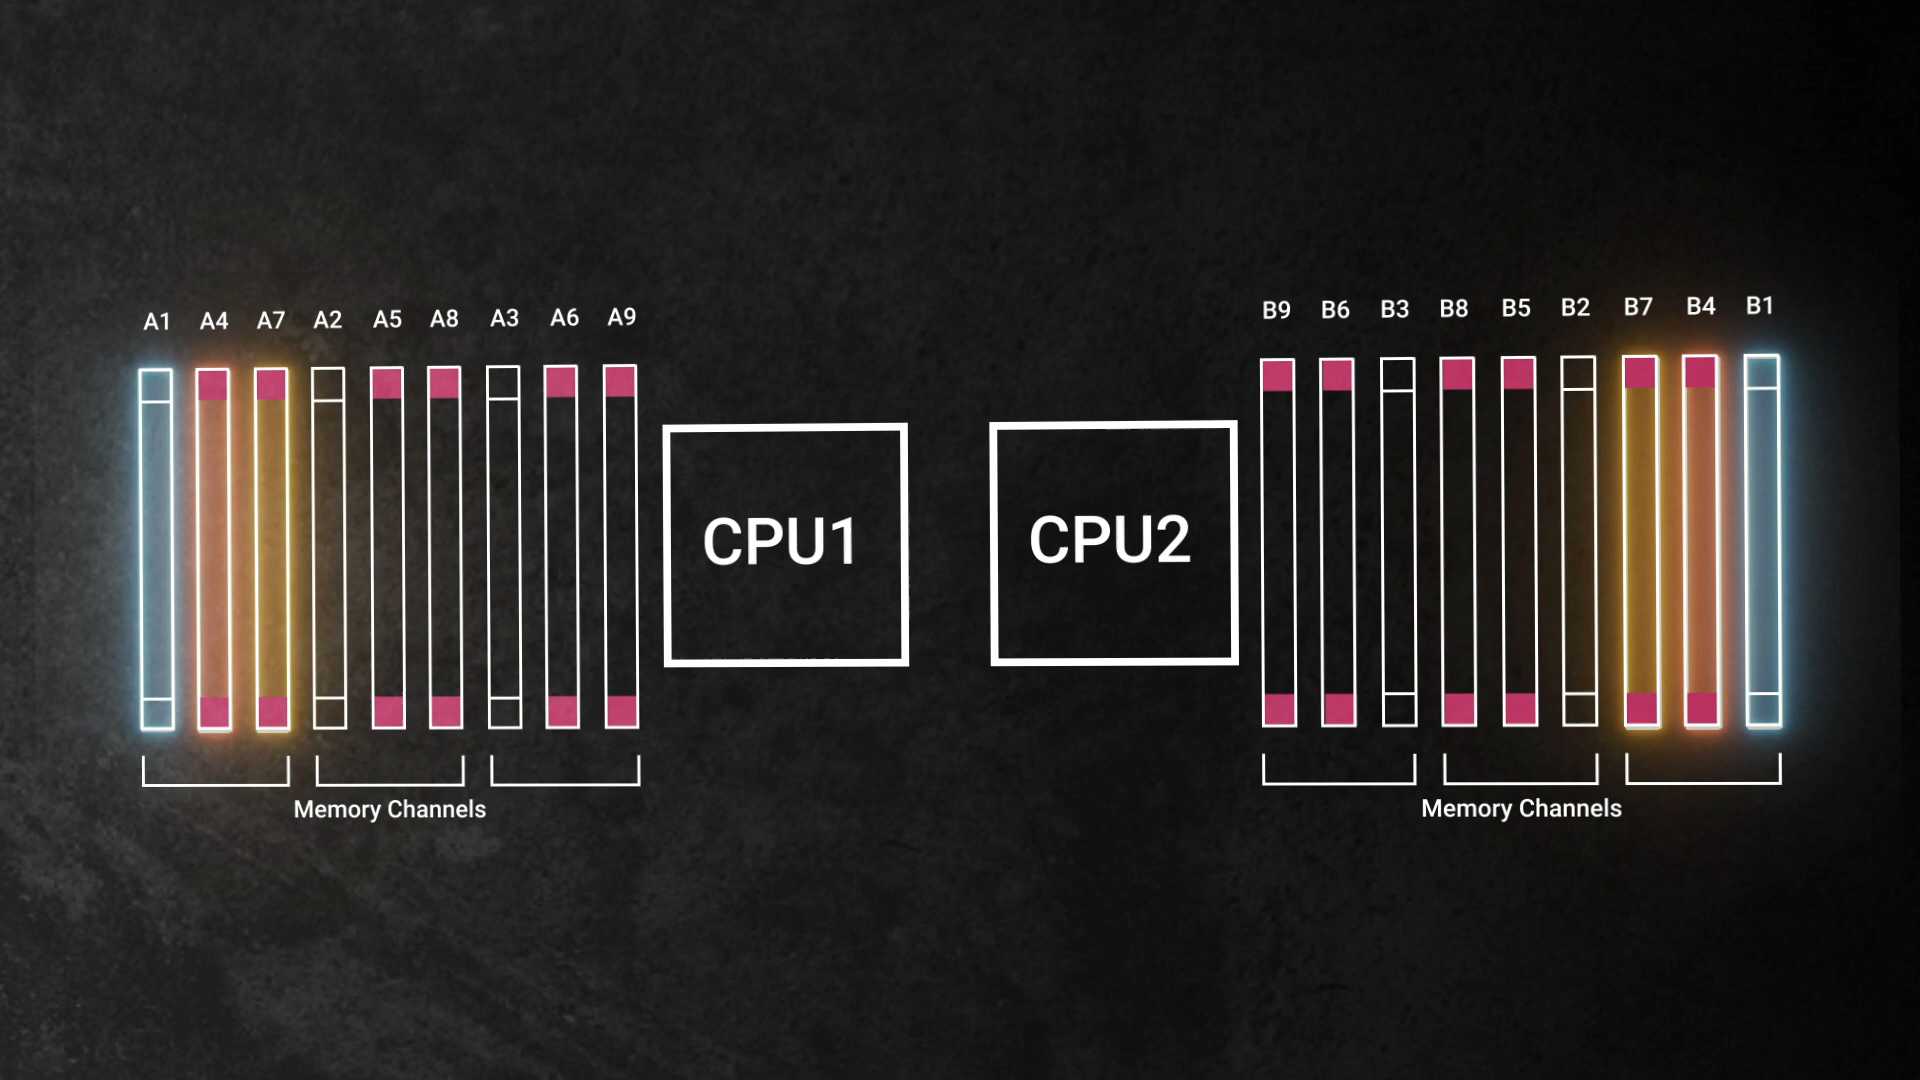 A1 A4 A7 A2 A5 A8 A3 A6 A9
B9 B6 B3 B8 B5 B2 B7 B4 B1
CPU1
CPU2
Memory Channels
Memory Channels